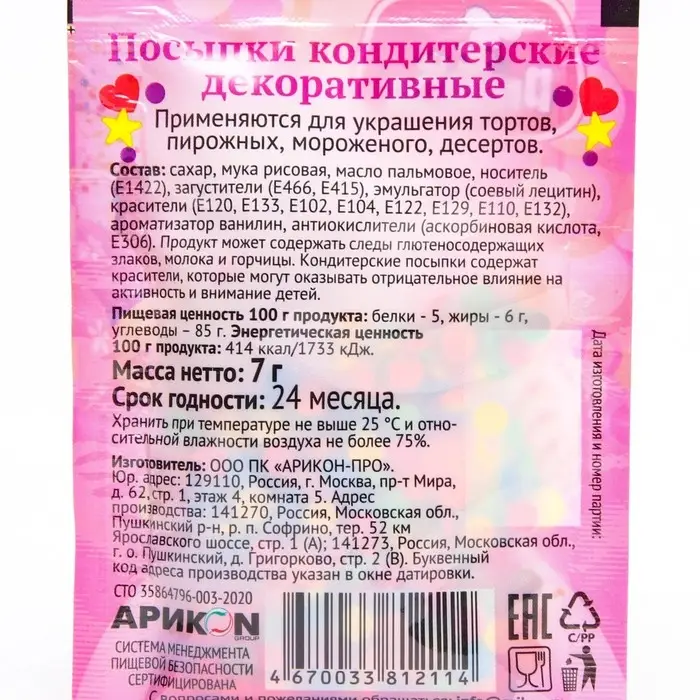 Посыпки кондитерские
декоративные
Применяются для украшения тортов,
пирожных, мороженого, десертов.
Состав: сахар, мука рисовая, масло пальмовое, носитель
(Е1422), загустители (Е466, Е415), эмульгатор (соевый лецитин),
красители (Е120, Е133, Е102, Е104, Е122, Е129, Е110, Е132),
ароматизатор ванилин, антиокислители (аскорбиновая кислота,
Е306). Продукт может содержать следы глютеносодержащих
злаков, молока и горчицы. Кондитерские посыпки содержат
красители, которые могут оказывать отрицательное влияние на
активность и внимание детей.
Пищевая ценность 100 г продукта: белки - 5, жиры - 6 г,
углеводы – 85 г. Энергетическая ценность
100 г продукта: 414 ккал/1733 кДж.
Масса нетто: 7 г
Срок годности: 24 месяца.
Хранить при температуре не выше 25 °С и отно-
сительной влажности воздуха не более 75%.
Дата изготовления и номер партии:
Изготовитель: ООО ПК «АРИКОН-ПРО».
Юр. адрес: 129110, Россия, г. Москва, пр-т Мира,
д. 62, стр. 1, этаж 4, комната 5. Адрес
производства: 141270, Россия, Московская обл.,
Пушкинский р-н, р. п. Софрино, тер. 52 км
Ярославского шоссе, стр. 1 (А); 141273, Россия, Московская обл.,
г. о. Пушкинский, д. Григорково, стр. 2 (В). Буквенный
код адреса производства указан в окне датировки.
СТО 35864796-003-2020
АРИКОN
GROUP
СИСТЕМА МЕНЕДЖМЕНТА
ПИЩЕВОЙ БЕЗОПАСНОСТИ
СЕРТИФИЦИРОВАНА
4 670033 812114
EAC
C/PP
С вопросами и пожеланиями обращаться: